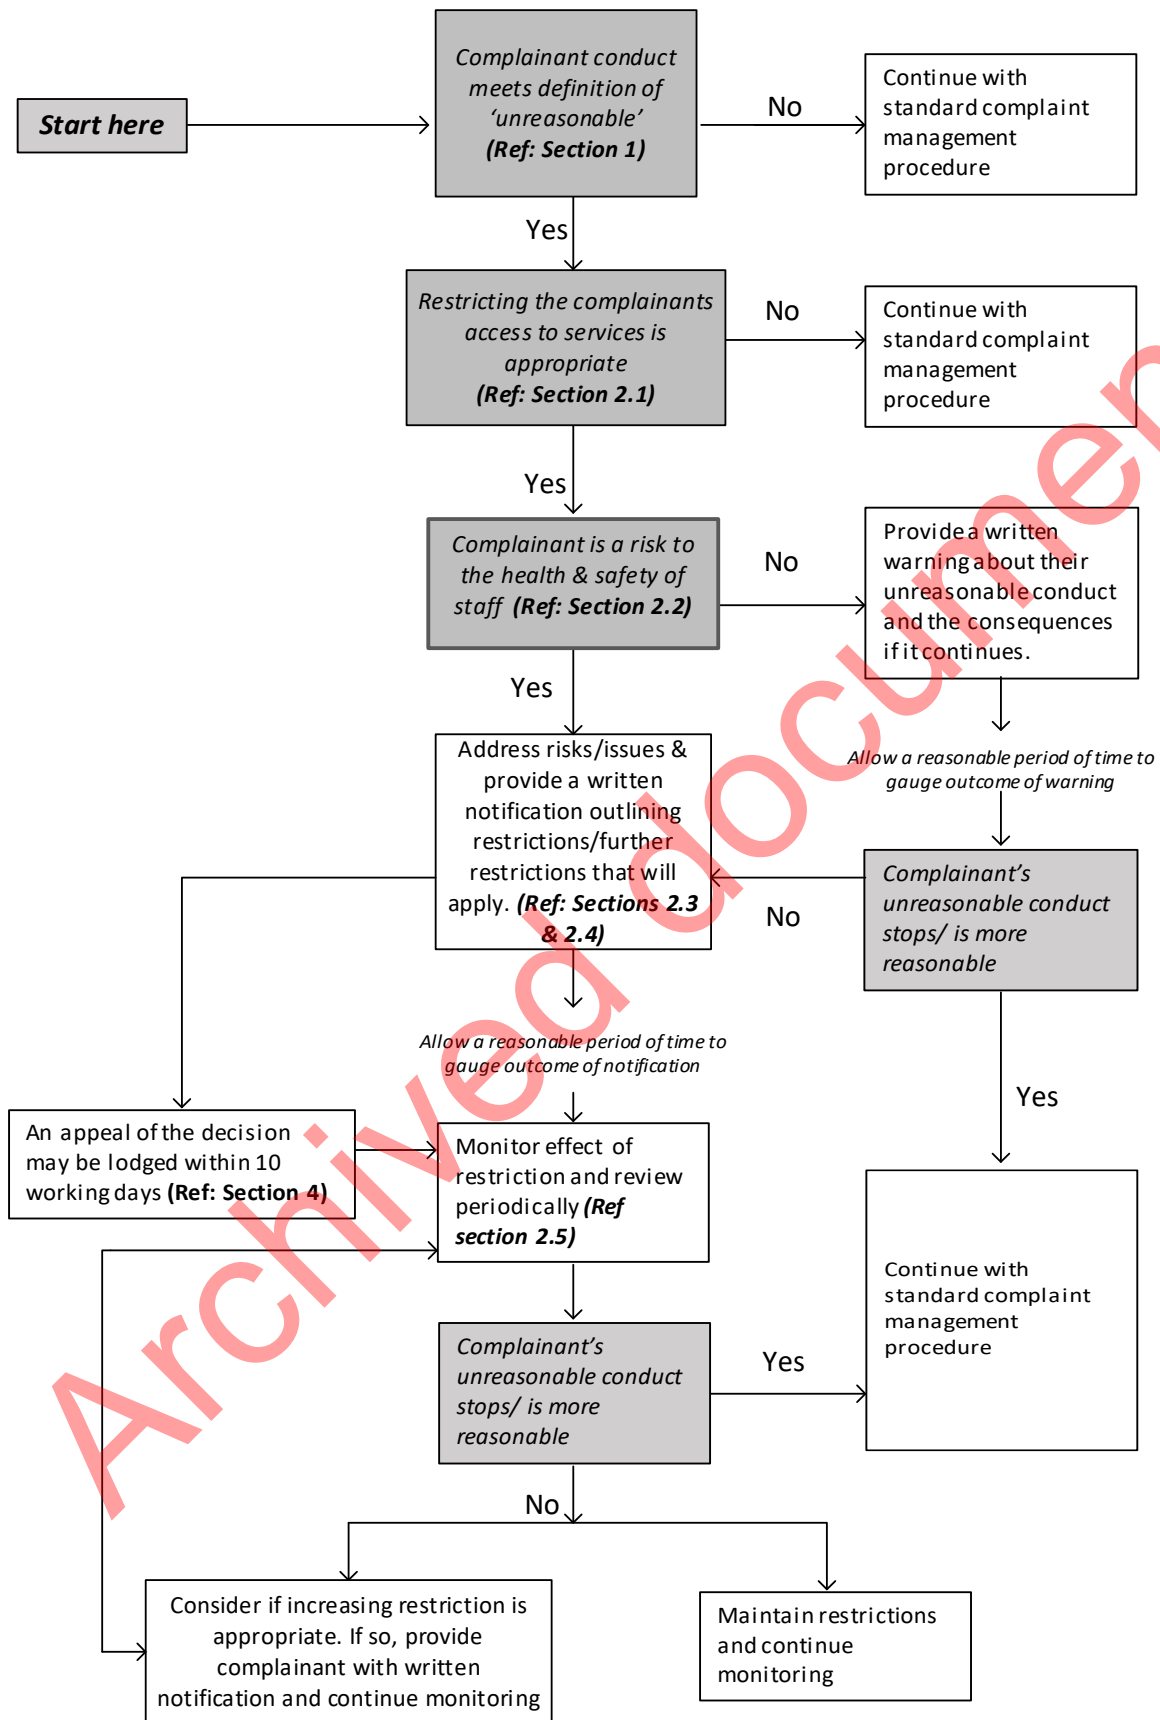 Start here
Complainant conduct
meets definition of
‘unreasonable’
(Ref: Section 1)
No
Continue with
standard complaint
management
procedure
Yes
Restricting the complainants
access to services is
appropriate
(Ref: Section 2.1)
No
Continue with
standard complaint
management
procedure
Yes
Complainant is a risk to
the health & safety of
staff (Ref: Section 2.2)
No
Provide a written
warning about their
unreasonable conduct
and the consequences
if it continues.
Yes
Allow a reasonable period of time to
gauge outcome of warning
Address risks/issues &
provide a written
notification outlining
restrictions/further
restrictions that will
apply. (Ref: Sections 2.3
& 2.4)
No
Complainant’s
unreasonable conduct
stops/ is more
reasonable
Allow a reasonable period of time to
gauge outcome of notification
Yes
An appeal of the decision
may be lodged within 10
working days (Ref: Section 4)
Monitor effect of
restriction and review
periodically (Ref
section 2.5)
Continue with
standard complaint
management
procedure
Complainant’s
unreasonable conduct
stops/ is more
reasonable
Yes
No
Consider if increasing restriction is
appropriate. If so, provide
complainant with written
notification and continue monitoring
Maintain restrictions
and continue
monitoring
Archived documen